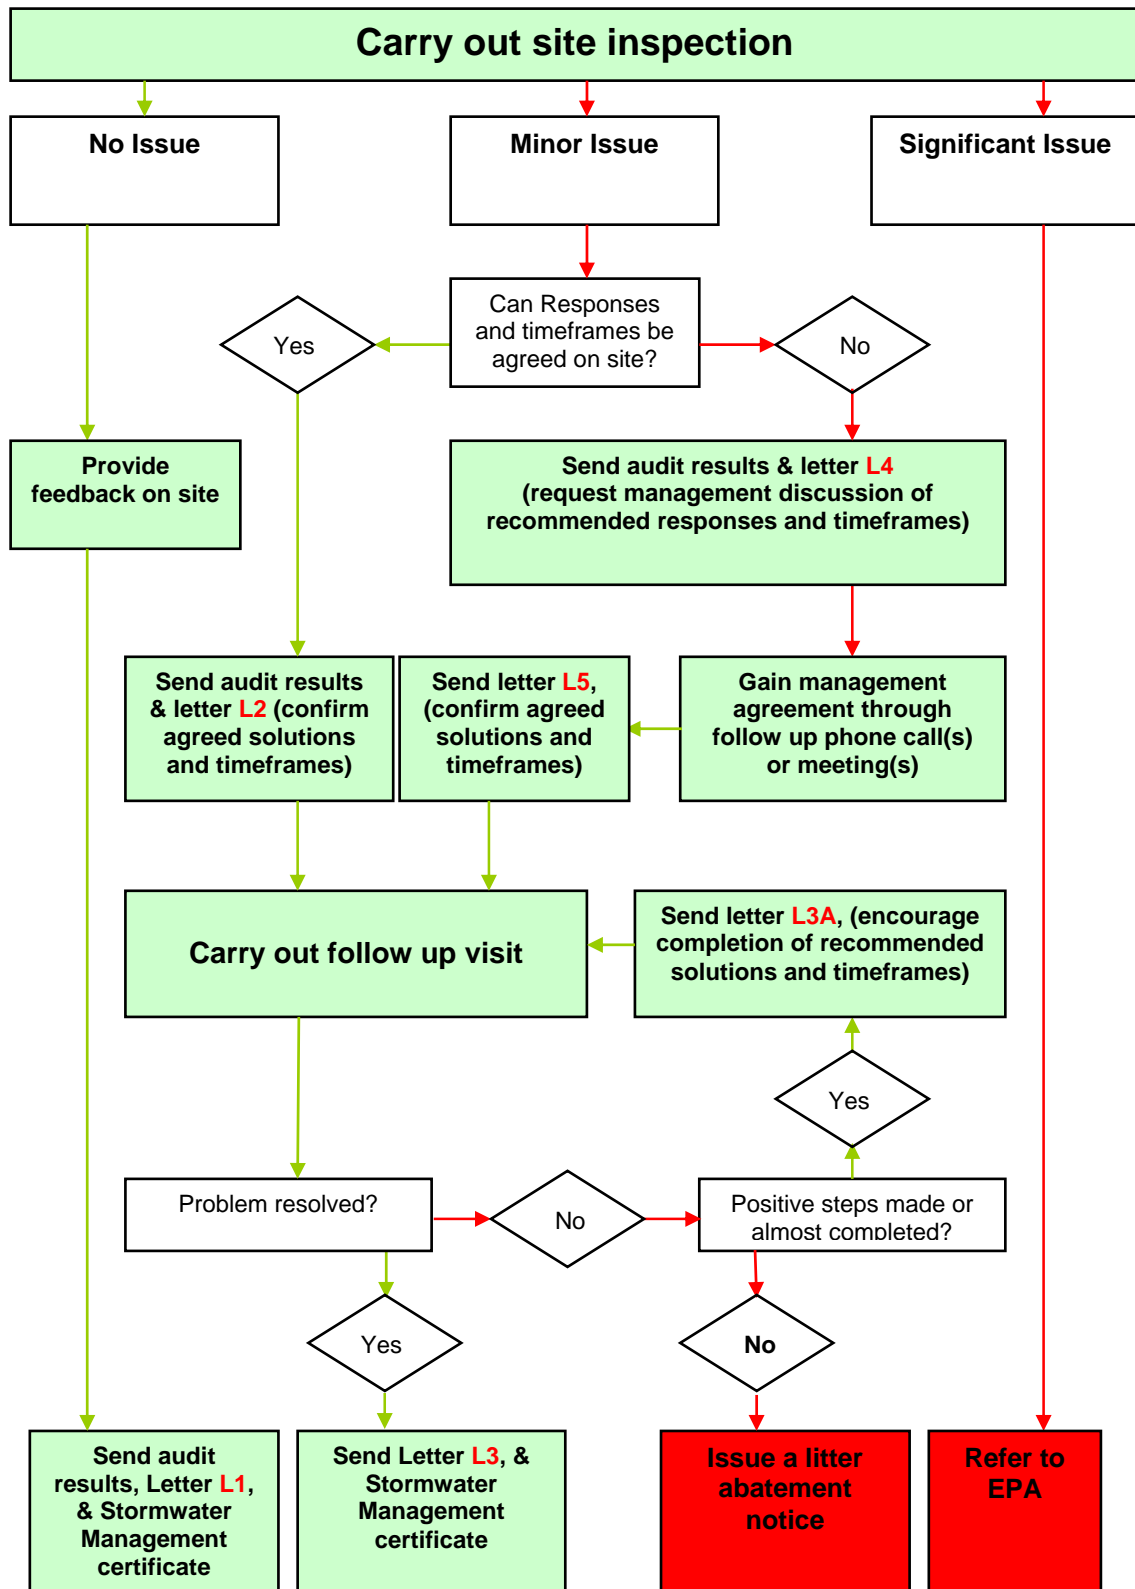 Carry out site inspection
No Issue
Minor Issue
Significant Issue
Can Responses
and timeframes be
agreed on site?
Yes
No
Provide
feedback on site
Send audit results & letter L4
(request management discussion of
recommended responses and timeframes)
Send audit results
& letter L2 (confirm
agreed solutions
and timeframes)
Send letter L5,
(confirm agreed
solutions and
timeframes)
Gain management
agreement through
follow up phone call(s)
or meeting(s)
Carry out follow up visit
Send letter L3A, (encourage
completion of recommended
solutions and timeframes)
Yes
Problem resolved?
No
Positive steps made or
almost completed?
Yes
No
Send audit
results, Letter L1,
& Stormwater
Management
certificate
Send Letter L3, &
Stormwater
Management
certificate
Issue a litter
abatement
notice
Refer to
EPA